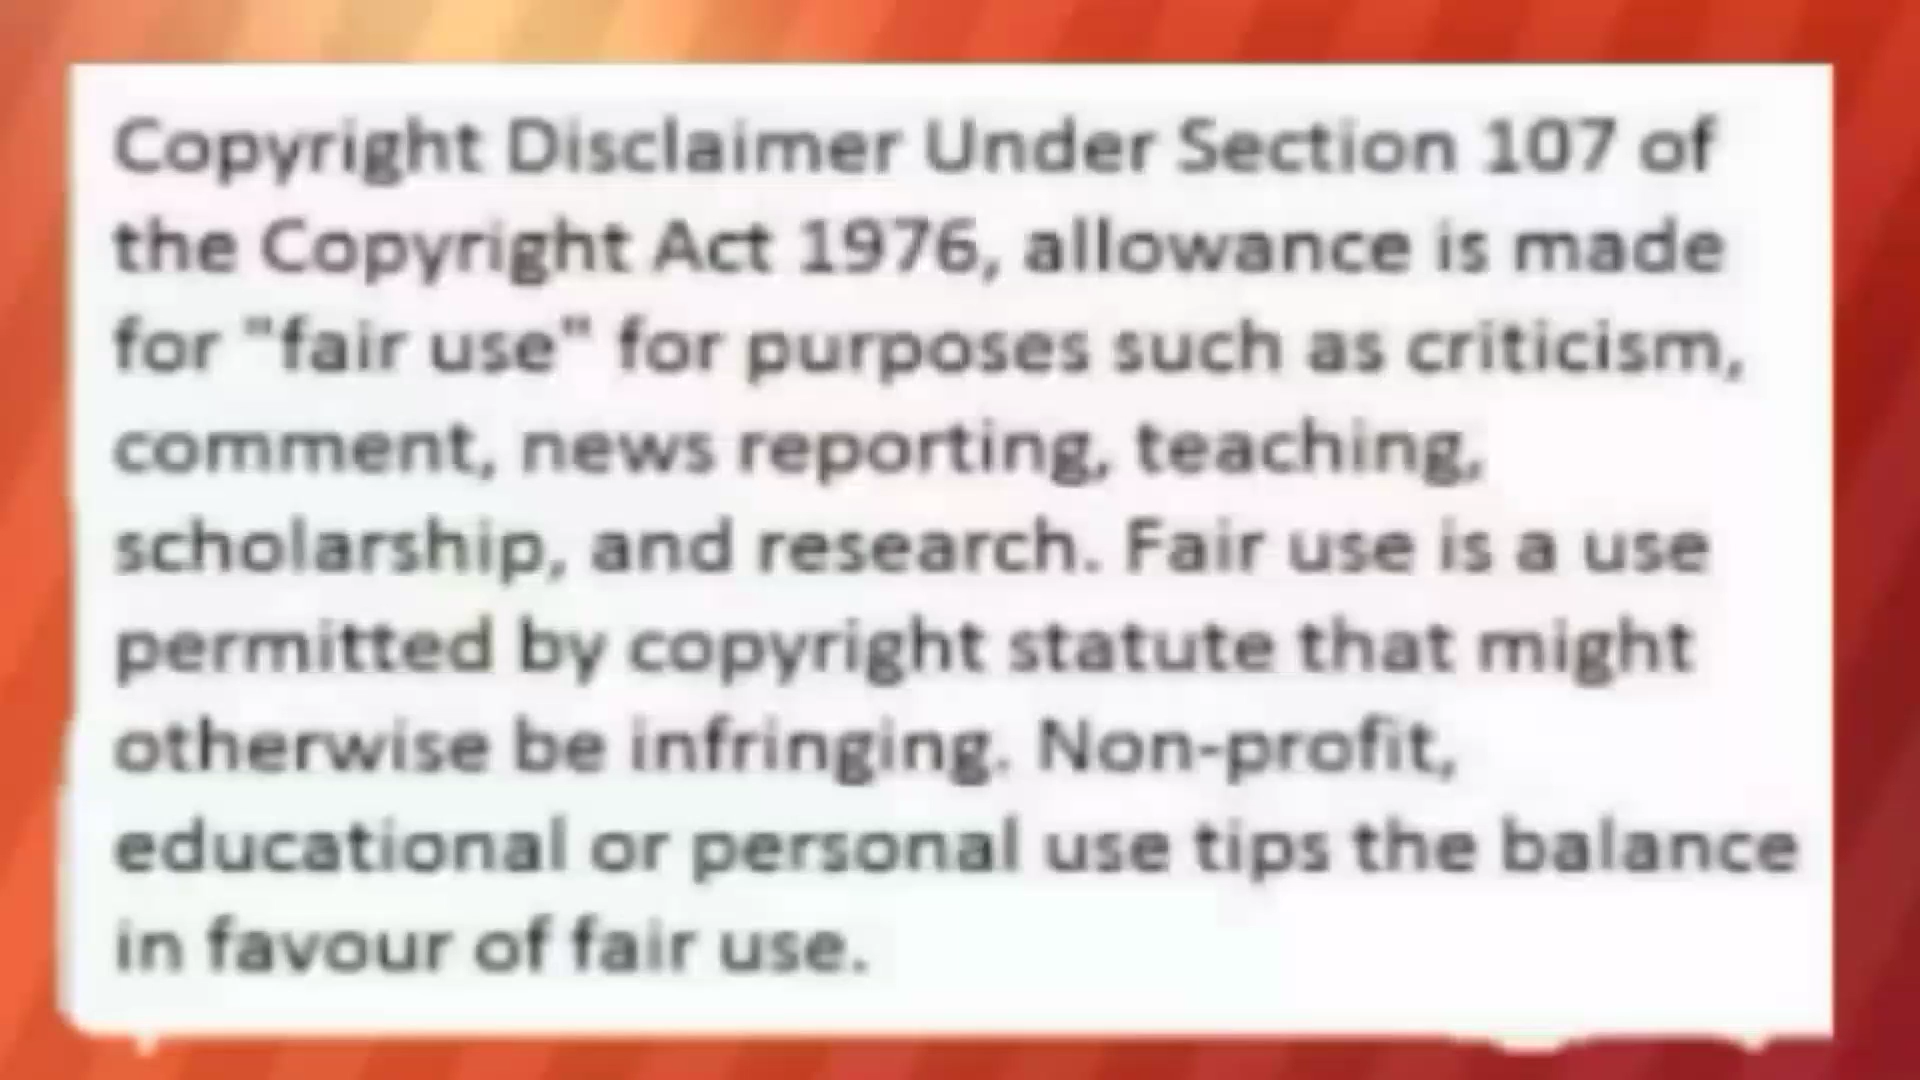 Copyright Disclaimer Under Section 107 of
the Copyright Act 1976, allowance is made
for "fair use" for purposes such as criticism,
comment, news reporting, teaching,
scholarship, and research. Fair use is a use
permitted by copyright statute that might
otherwise be infringing. Non-profit,
educational or personal use tips the balance
in favour of fair use.